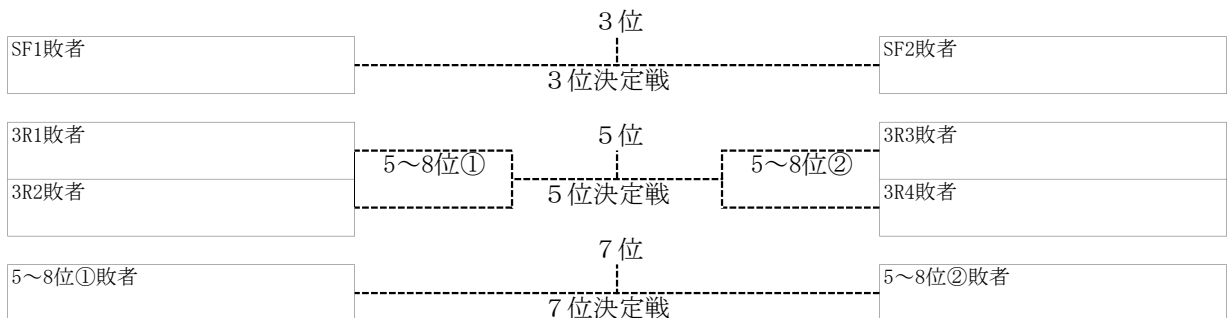 ３位
SF1敗者
SF2敗者
３位決定戦
3R1敗者
５位
3R3敗者
5～8位①
5～8位②
3R2敗者
５位決定戦
3R4敗者
７位
5～8位①敗者
5～8位②敗者
７位決定戦